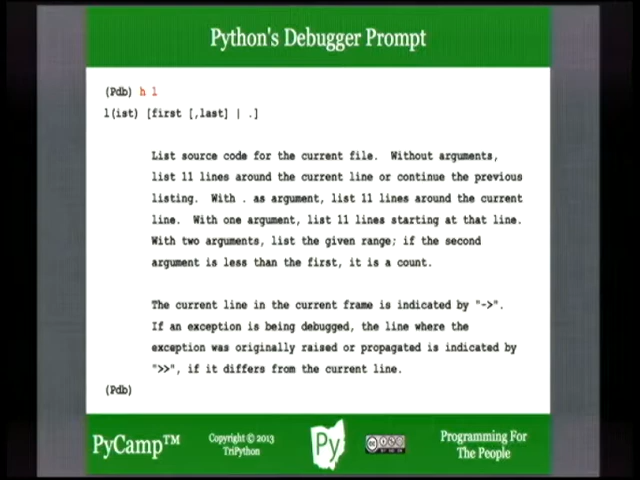 Python's Debugger Prompt
(Pdb) h l
l(ist) [first [,last] | .]
List source code for the current file.  Without arguments,
list 11 lines around the current line or continue the previous
listing.  With . as argument, list 11 lines around the current
line.  With one argument, list 11 lines starting at that line.
With two arguments, list the given range; if the second
argument is less than the first, it is a count.
The current line in the current frame is indicated by "->".
If an exception is being debugged, the line where the
exception was originally raised or propagated is indicated by
">>", if it differs from the current line.
(Pdb)
PyCamp™
Copyright © 2013
TriPython
Py
Programming For
The People